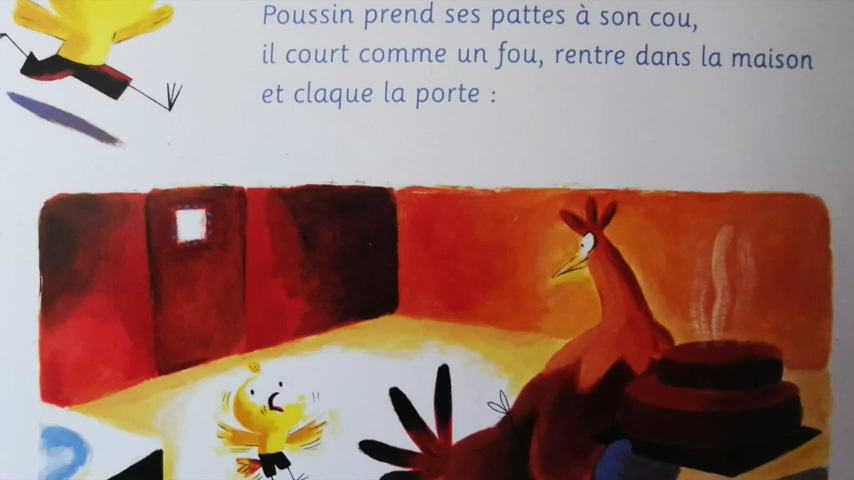 Poussin prend ses pattes à son cou,
il court comme un fou, rentre dans la maison
et claque la porte :